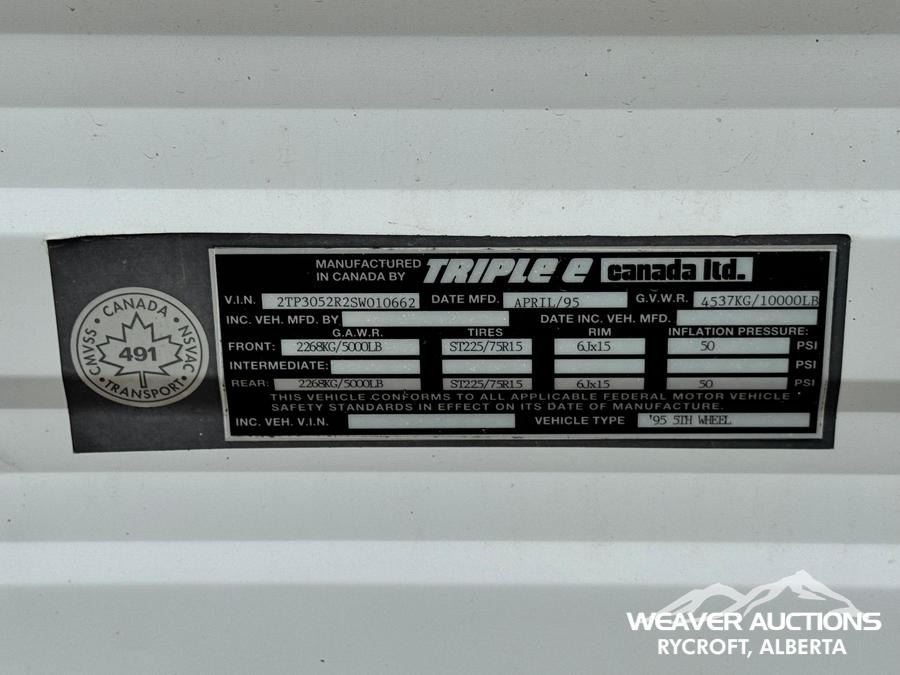 MANUFACTURED
IN CANADA BY TRIPLE E canada ltd.
V.I.N. 2TP3052R2SW010662 DATE MFD. APRIL/95 G.V.W.R. 4537KG/10000LB
INC. VEH. MFD. BY DATE INC. VEH. MFD.
G.A.W.R. TIRES RIM INFLATION PRESSURE:
FRONT: 2268KG/5000LB ST225/75R15 6Jx15 50 PSI
INTERMEDIATE: PSI
REAR: 2268KG/5000LB ST225/75R15 6Jx15 50 PSI
THIS VEHICLE CONFORMS TO ALL APPLICABLE FEDERAL MOTOR VEHICLE
SAFETY STANDARDS IN EFFECT ON ITS DATE OF MANUFACTURE.
INC. VEH. V.I.N. VEHICLE TYPE '95 5TH WHEEL
CANADA
CMVSS • 491 • NSVAC
TRANSPORT
WEAVER AUCTIONS
RYCROFT, ALBERTA